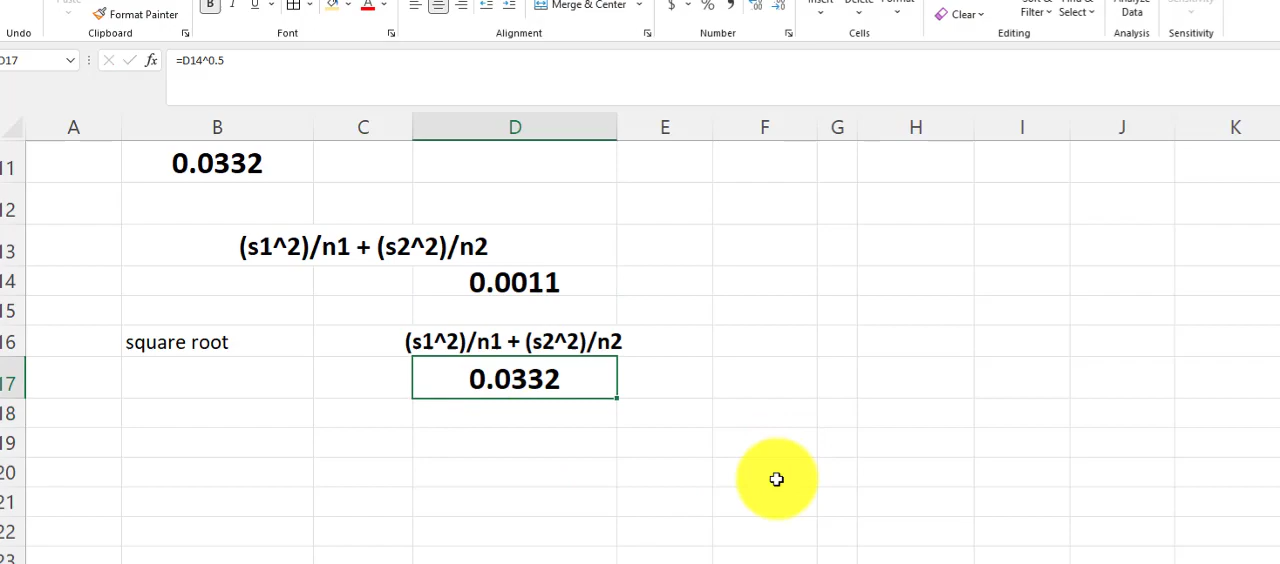 Format Painter
B I U
Merge & Center
$ % 9
Clear
Filter Select
Data
Undo Clipboard Font Alignment Number Cells Editing Analysis Sensitivity
fx =D14^0.5
A B C D E F G H I J K
11 0.0332
12
13 (s1^2)/n1 + (s2^2)/n2
14 0.0011
15
16 square root (s1^2)/n1 + (s2^2)/n2
17 0.0332
18
19
20
21
22
23